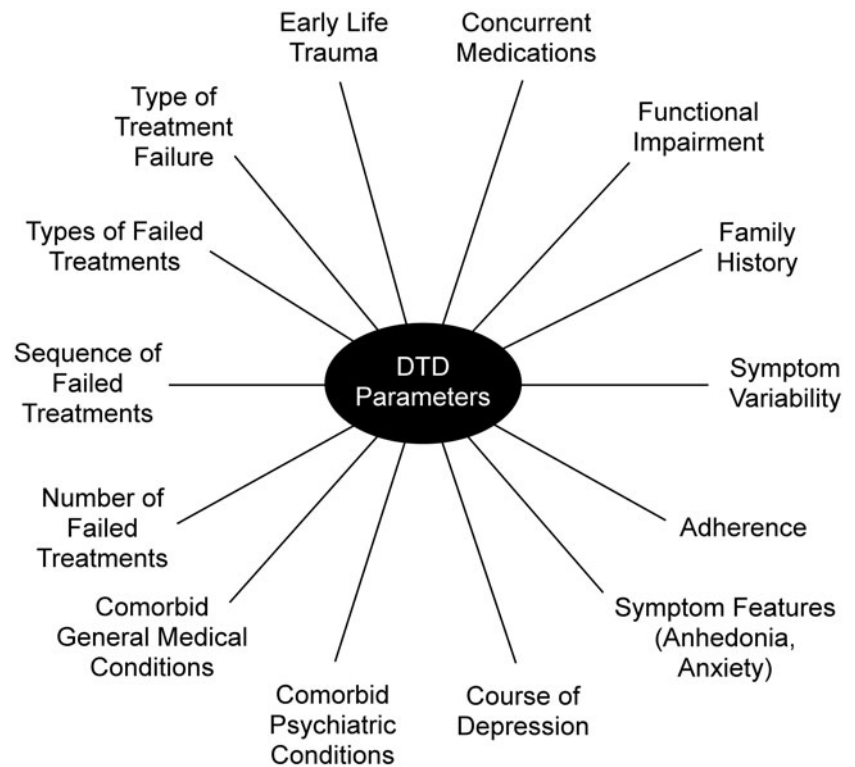 Early Life
Trauma
Concurrent
Medications
Type of
Treatment
Failure
Functional
Impairment
Types of Failed
Treatments
Family
History
Sequence of
Failed
Treatments
DTD
Parameters
Symptom
Variability
Number of
Failed
Treatments
Adherence
Comorbid
General Medical
Conditions
Symptom Features
(Anhedonia,
Anxiety)
Comorbid
Psychiatric
Conditions
Course of
Depression